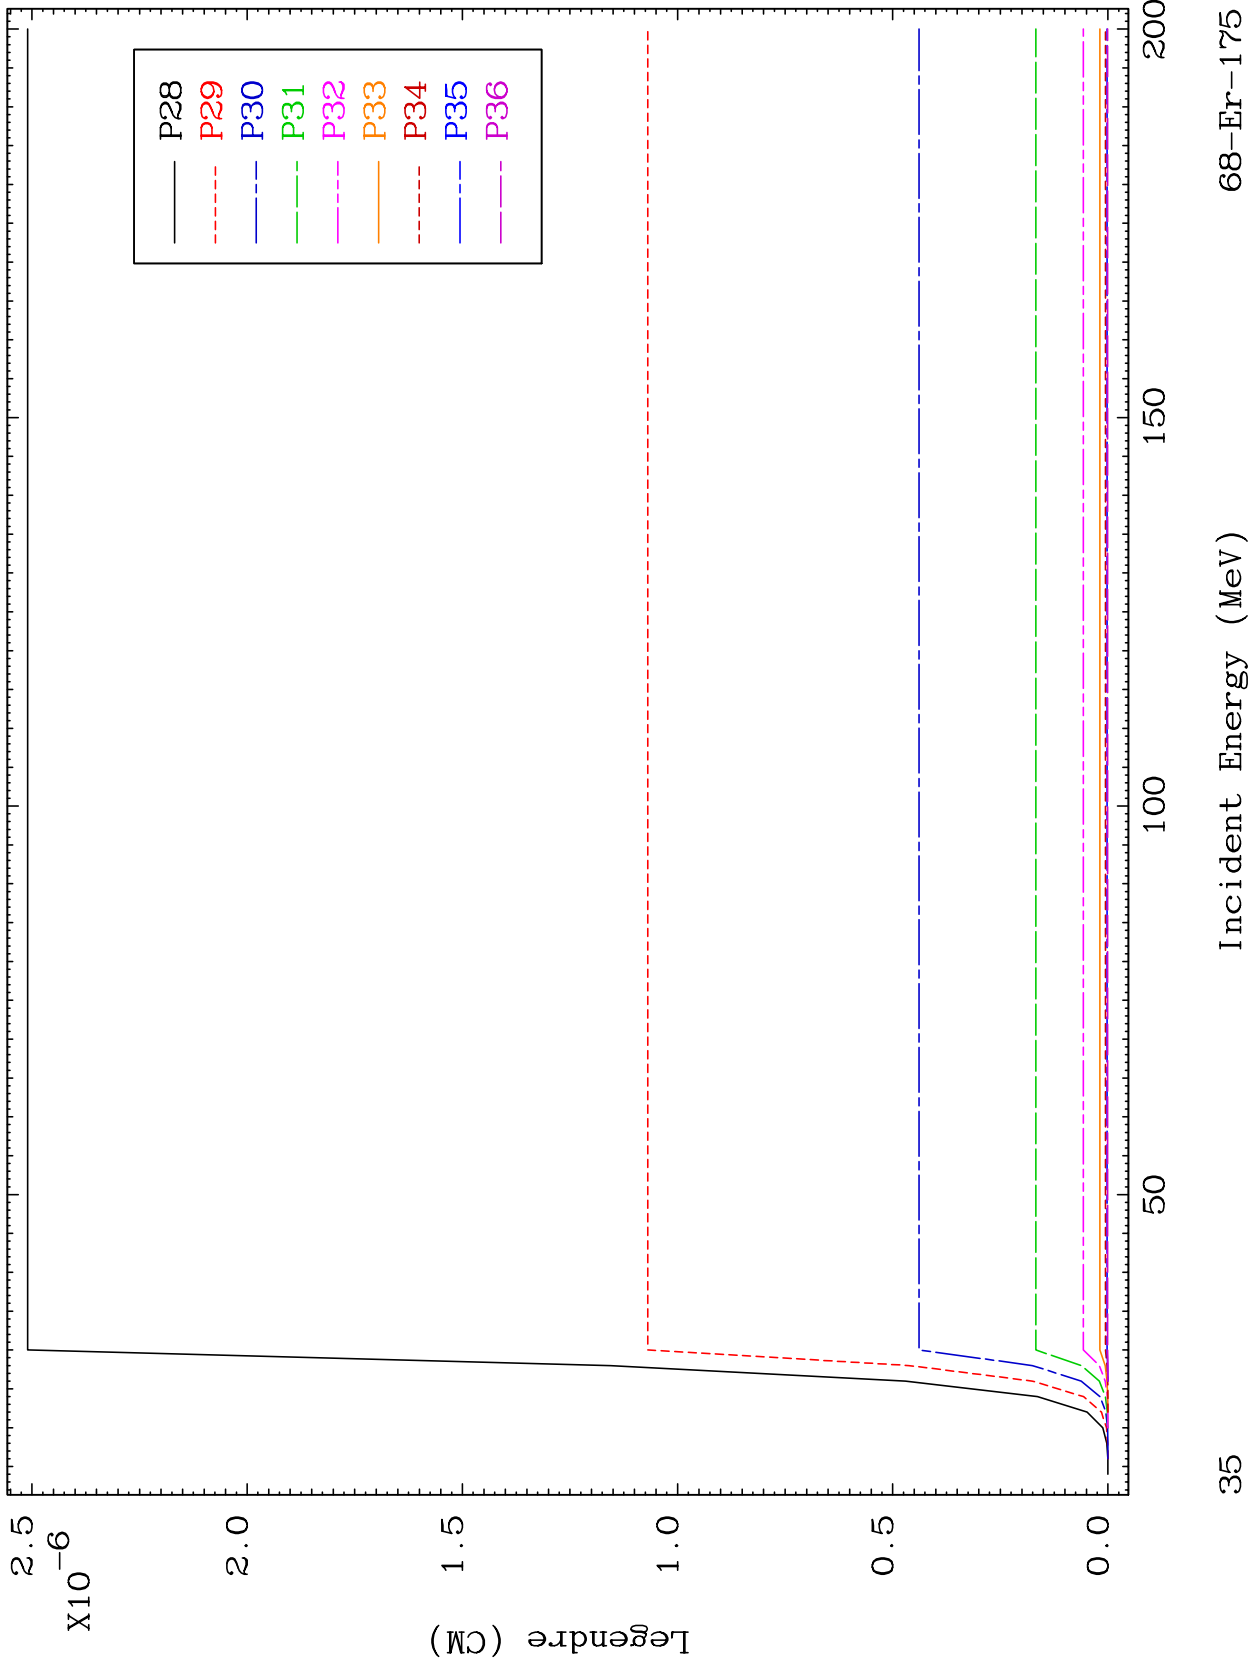 2.5
X10-6
2.0
1.5
1.0
0.5
0.0
Legendre (CM)
P28
P29
P30
P31
P32
P33
P34
P35
P36
50
100
150
200
Incident Energy (MeV)
35
68-Er-175